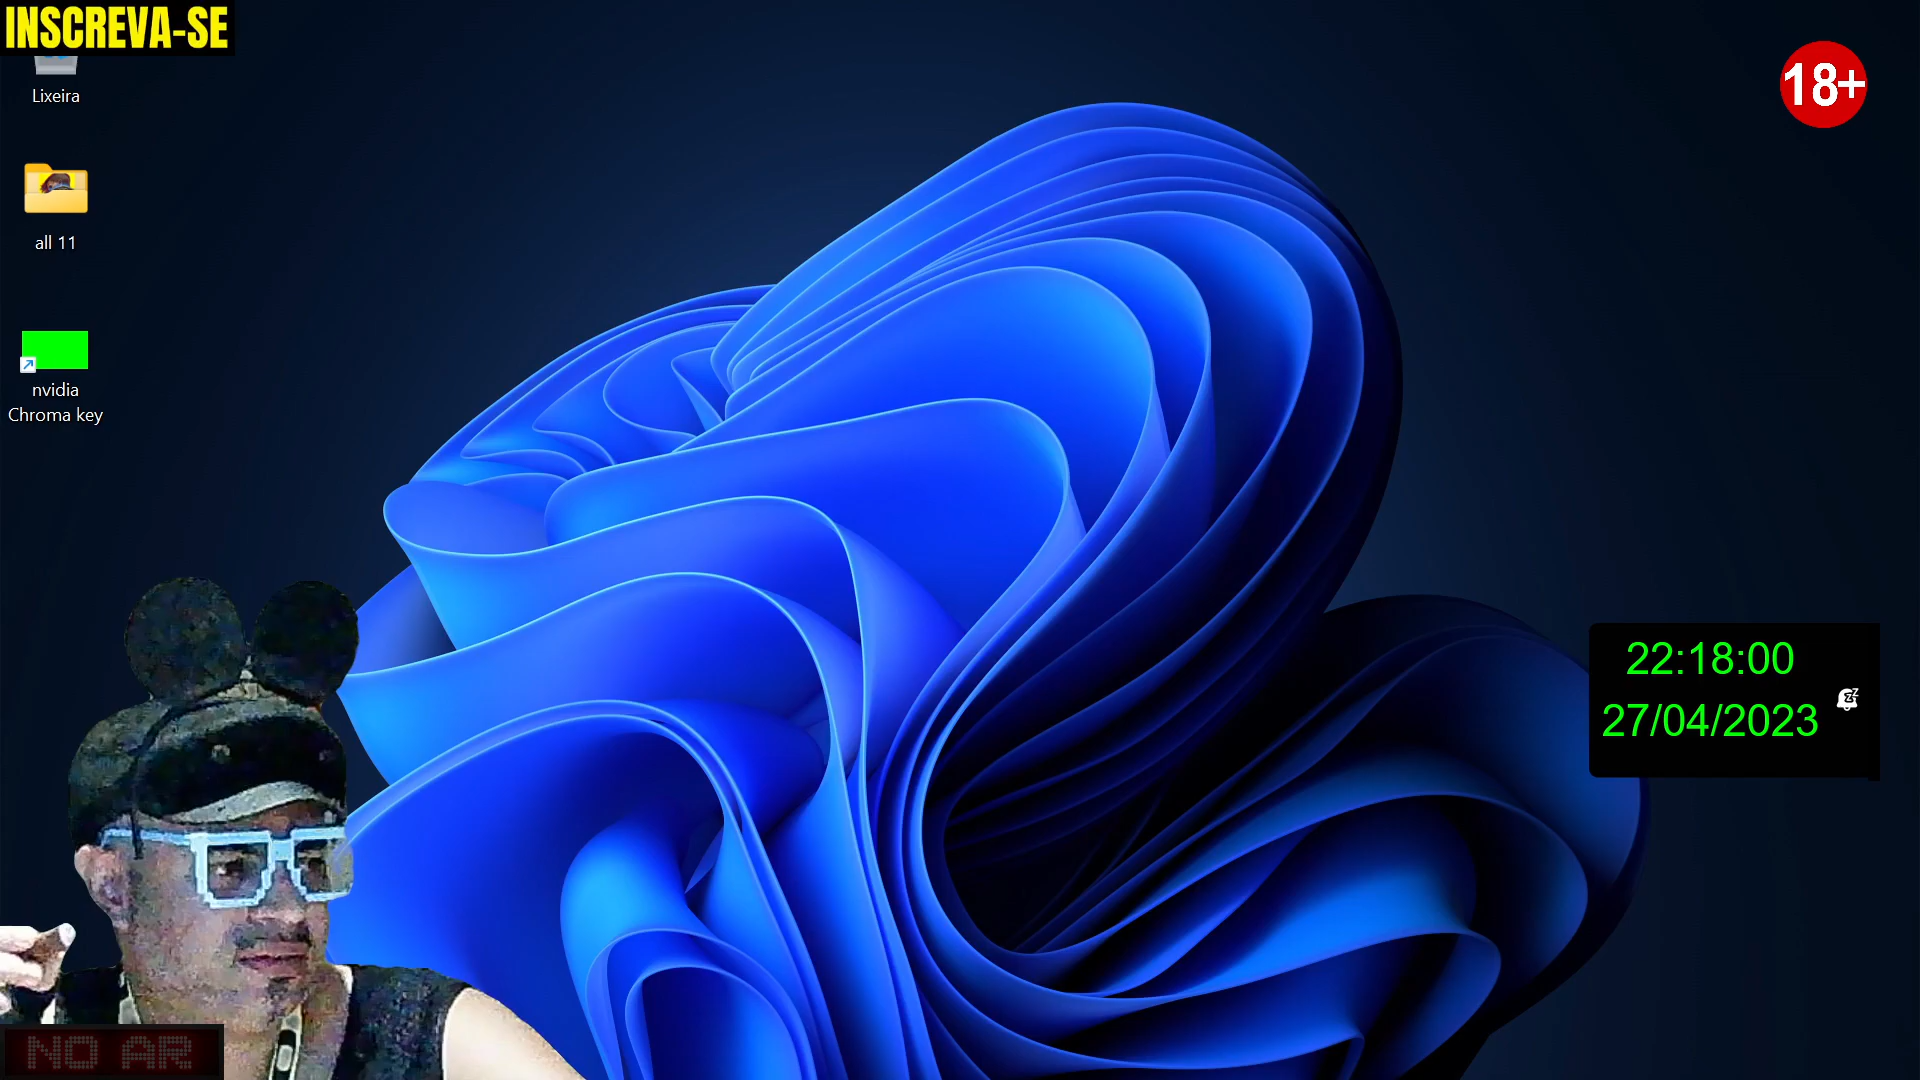 INSCREVA-SE
18+
Lixeira
all 11
nvidia
Chroma key
22:18:00
27/04/2023
NO AR